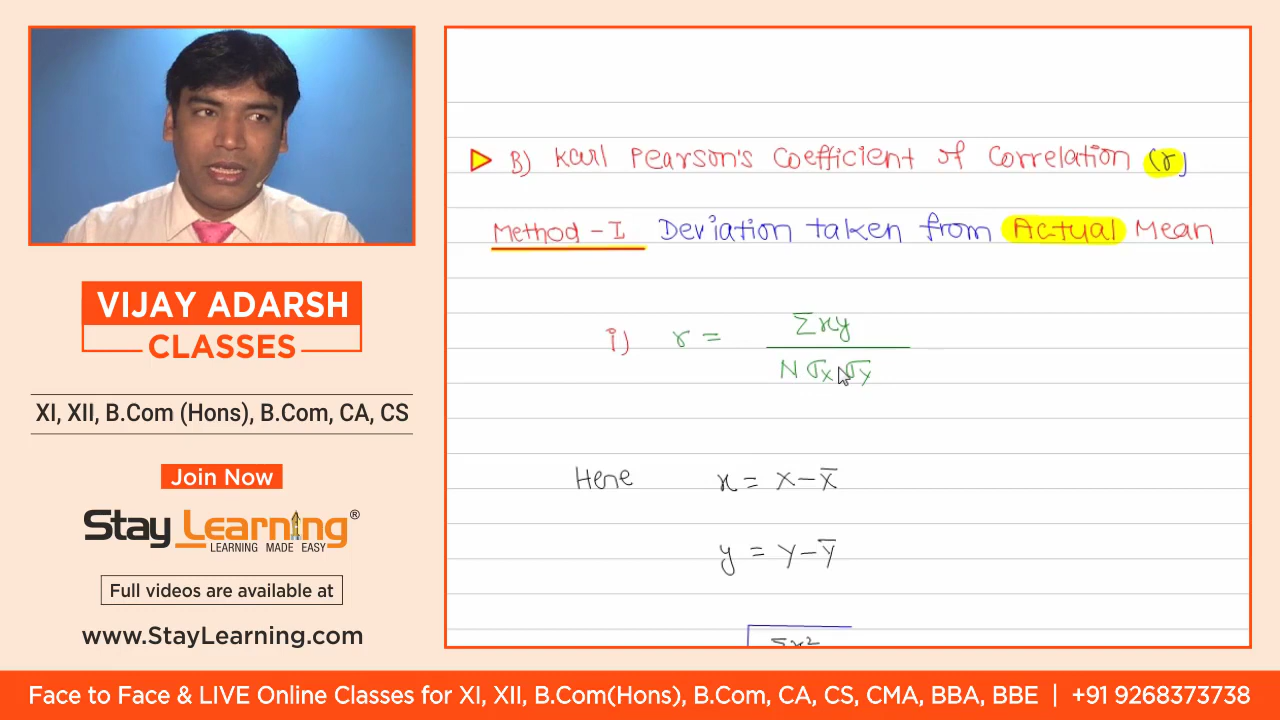 VIJAY ADARSH
CLASSES
XI, XII, B.Com (Hons), B.Com, CA, CS
Join Now
Stay Learning®
LEARNING MADE EASY
Full videos are available at
www.StayLearning.com
B) Karl Pearson's Coefficient of Correlation (r)
Method - I Deviation taken from Actual Mean
i) r = Σxy
N σx σy
Here x = X - X̅
y = Y - Y̅
Σx²
Face to Face & LIVE Online Classes for XI, XII, B.Com(Hons), B.Com, CA, CS, CMA, BBA, BBE | +91 9268373738